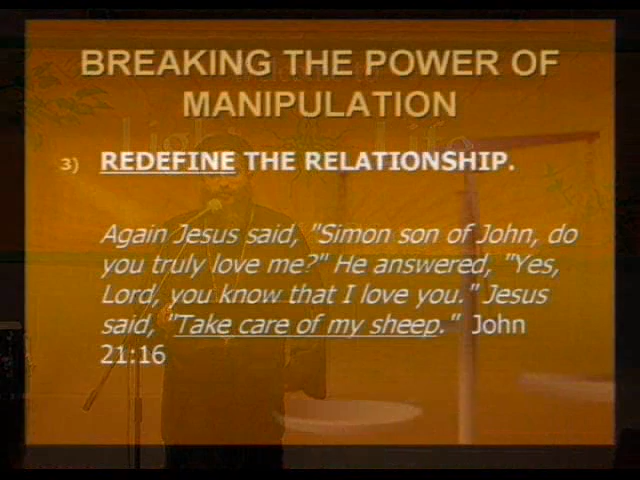 BREAKING THE POWER OF
MANIPULATION
3) REDEFINE THE RELATIONSHIP.
Again Jesus said, "Simon son of John, do
you truly love me?" He answered, "Yes,
Lord, you know that I love you." Jesus
said, "Take care of my sheep." John
21:16
Light Life